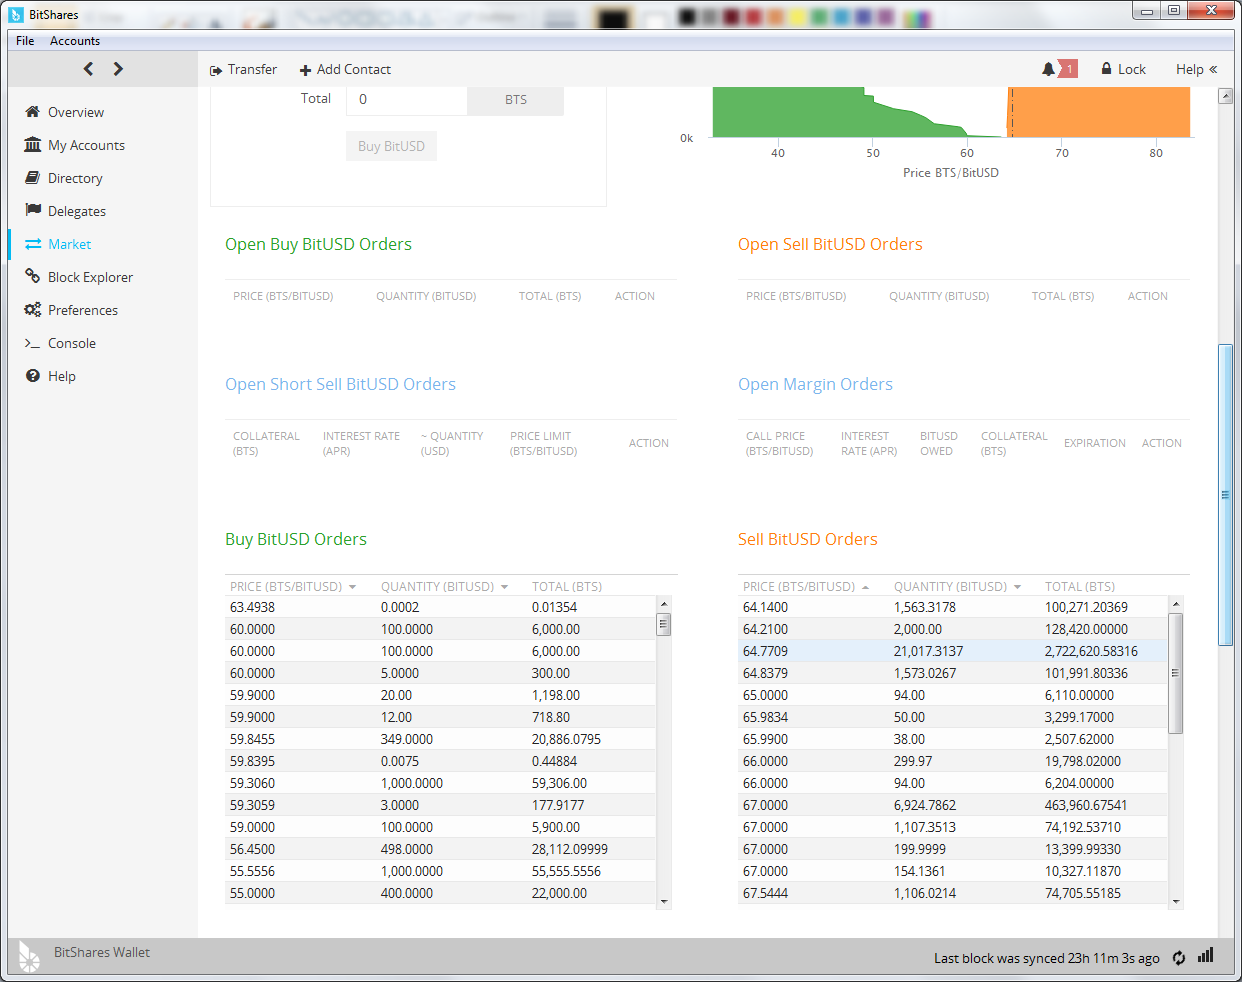 BitShares
File Accounts
Transfer Add Contact 1 Lock Help
Overview
My Accounts
Directory
Delegates
Market
Block Explorer
Preferences
Console
Help
Total 0 BTS
Buy BitUSD
0k
40 50 60 70 80
Price BTS/BitUSD
Open Buy BitUSD Orders
PRICE (BTS/BITUSD) QUANTITY (BITUSD) TOTAL (BTS) ACTION
Open Sell BitUSD Orders
PRICE (BTS/BITUSD) QUANTITY (BITUSD) TOTAL (BTS) ACTION
Open Short Sell BitUSD Orders
COLLATERAL (BTS) INTEREST RATE (APR) ~ QUANTITY (USD) PRICE LIMIT (BTS/BITUSD) ACTION
Open Margin Orders
CALL PRICE (BTS/BITUSD) INTEREST RATE (APR) BITUSD OWED COLLATERAL (BTS) EXPIRATION ACTION
Buy BitUSD Orders
PRICE (BTS/BITUSD) QUANTITY (BITUSD) TOTAL (BTS)
63.4938 0.0002 0.01354
60.0000 100.0000 6,000.00
60.0000 100.0000 6,000.00
60.0000 5.0000 300.00
59.9000 20.00 1,198.00
59.9000 12.00 718.80
59.8455 349.0000 20,886.0795
59.8395 0.0075 0.44884
59.3060 1,000.0000 59,306.00
59.3059 3.0000 177.9177
59.0000 100.0000 5,900.00
56.4500 498.0000 28,112.09999
55.5556 1,000.0000 55,555.5556
55.0000 400.0000 22,000.00
Sell BitUSD Orders
PRICE (BTS/BITUSD) QUANTITY (BITUSD) TOTAL (BTS)
64.1400 1,563.3178 100,271.20369
64.2100 2,000.00 128,420.00000
64.7709 21,017.3137 2,722,620.58316
64.8379 1,573.0267 101,991.80336
65.0000 94.00 6,110.00000
65.9834 50.00 3,299.17000
65.9900 38.00 2,507.62000
66.0000 299.97 19,798.02000
66.0000 94.00 6,204.00000
67.0000 6,924.7862 463,960.67541
67.0000 1,107.3513 74,192.53710
67.0000 199.9999 13,399.99330
67.0000 154.1361 10,327.11870
67.5444 1,106.0214 74,705.55185
BitShares Wallet
Last block was synced 23h 11m 3s ago